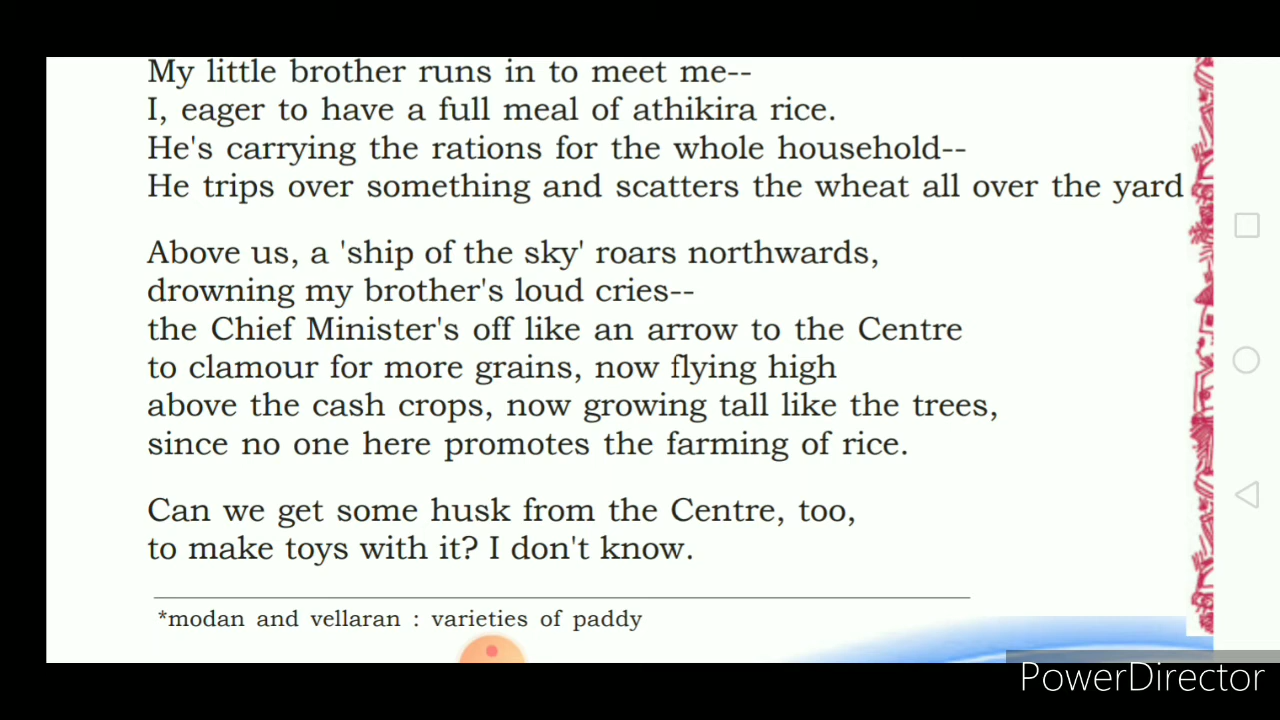 My little brother runs in to meet me--
I, eager to have a full meal of athikira rice.
He's carrying the rations for the whole household--
He trips over something and scatters the wheat all over the yard
Above us, a 'ship of the sky' roars northwards,
drowning my brother's loud cries--
the Chief Minister's off like an arrow to the Centre
to clamour for more grains, now flying high
above the cash crops, now growing tall like the trees,
since no one here promotes the farming of rice.
Can we get some husk from the Centre, too,
to make toys with it? I don't know.
*modan and vellaran : varieties of paddy
PowerDirector